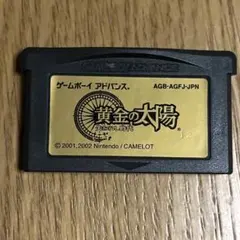 ゲームボーイ アドバンス
AGB-AGFJ-JPN
黄金の太陽
© 2001,2002 Nintendo / CAMELOT